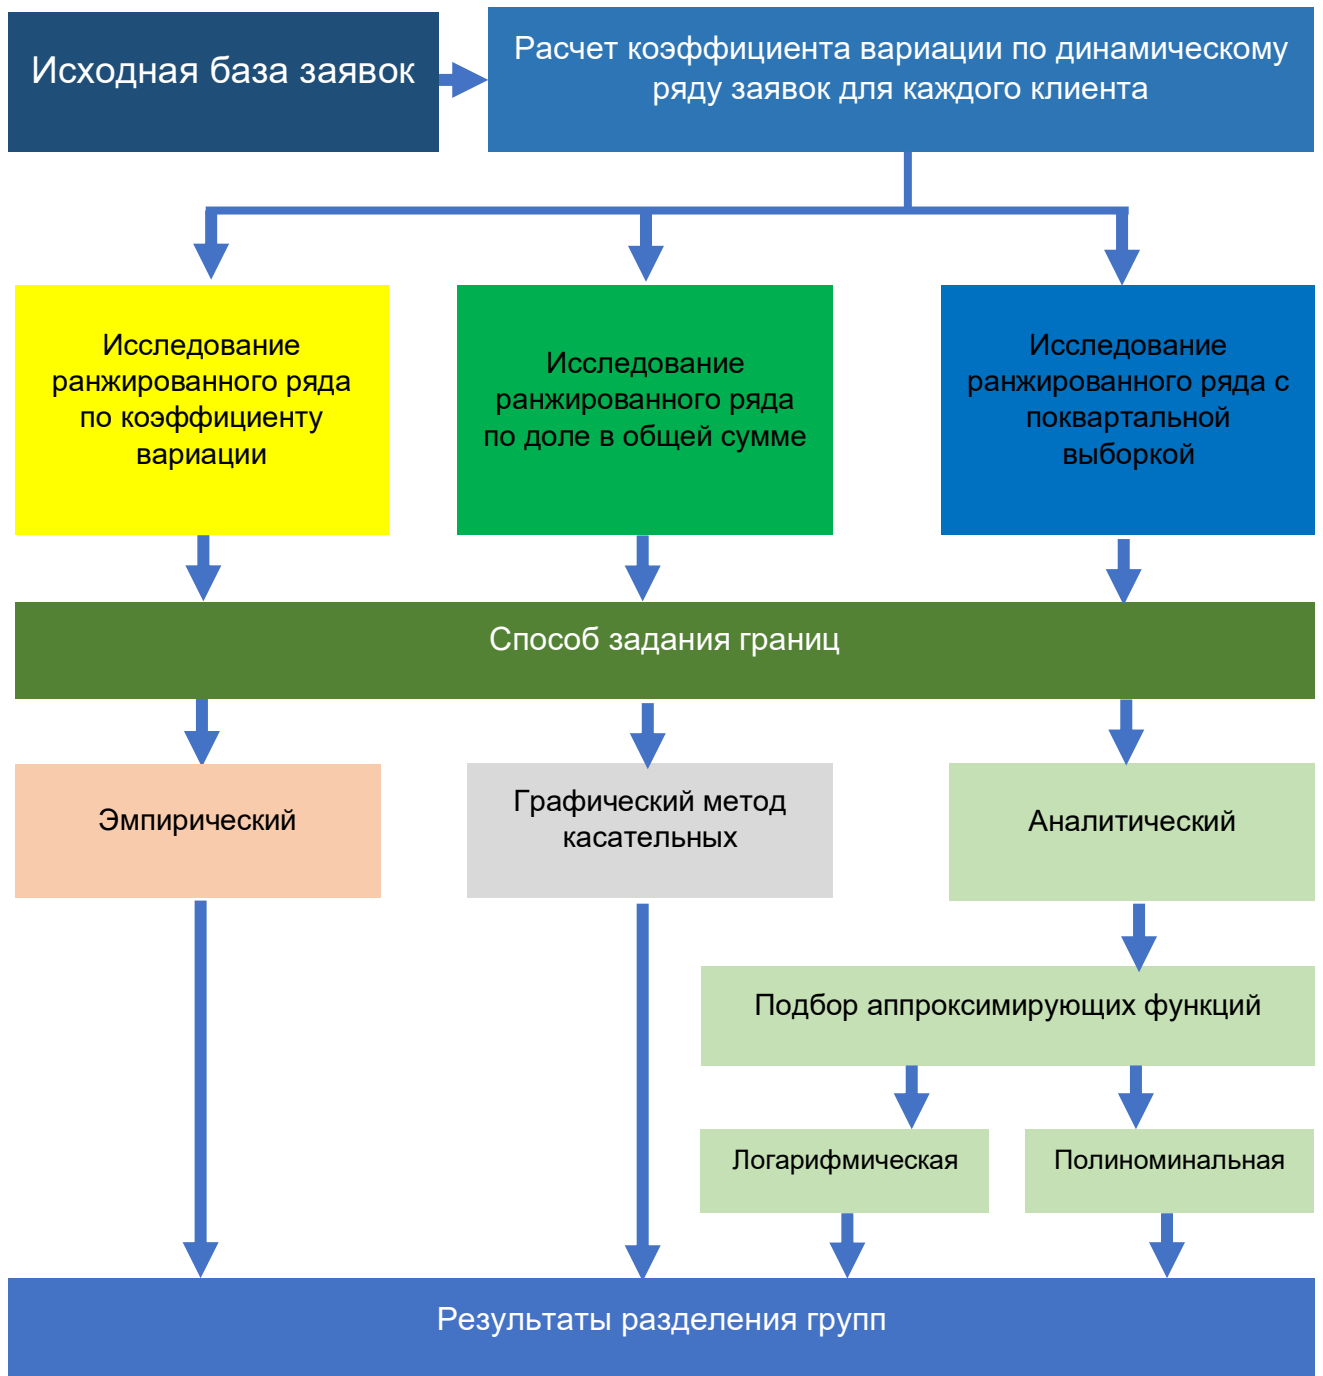 Исходная база заявок
Расчет коэффициента вариации по динамическому
ряду заявок для каждого клиента
Исследование
ранжированного ряда
по коэффициенту
вариации
Исследование
ранжированного ряда
по доле в общей сумме
Исследование
ранжированного ряда с
поквартальной
выборкой
Способ задания границ
Эмпирический
Графический метод
касательных
Аналитический
Подбор аппроксимирующих функций
Логарифмическая
Полиноминальная
Результаты разделения групп